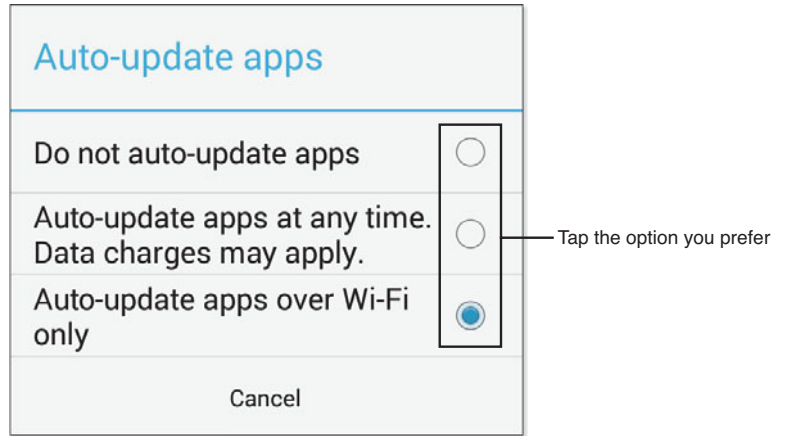 Auto-update apps
Do not auto-update apps
Auto-update apps at any time.
Data charges may apply.
Tap the option you prefer
Auto-update apps over Wi-Fi
only
Cancel